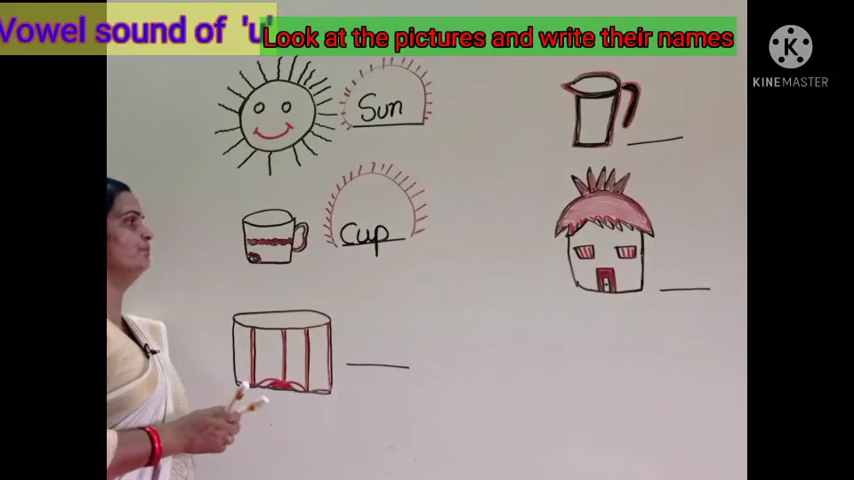 Vowel sound of 'u'
Look at the pictures and write their names
KINEMASTER
Sun
cup